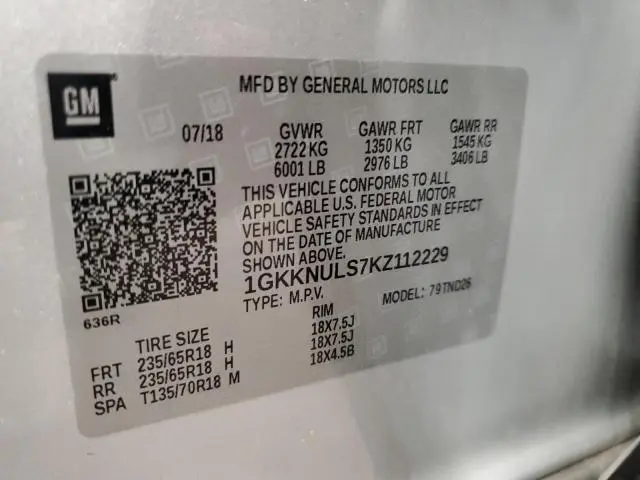 GM
MFD BY GENERAL MOTORS LLC
07/18 GVWR GAWR FRT GAWR RR
2722 KG 1350 KG 1545 KG
6001 LB 2976 LB 3406 LB
THIS VEHICLE CONFORMS TO ALL
APPLICABLE U.S. FEDERAL MOTOR
VEHICLE SAFETY STANDARDS IN EFFECT
ON THE DATE OF MANUFACTURE
SHOWN ABOVE.
1GKKNULS7KZ112229
TYPE: M.P.V. MODEL: 79TND26
636R
TIRE SIZE RIM
FRT 235/65R18 H 18X7.5J
RR 235/65R18 H 18X7.5J
SPA T135/70R18 M 18X4.5B